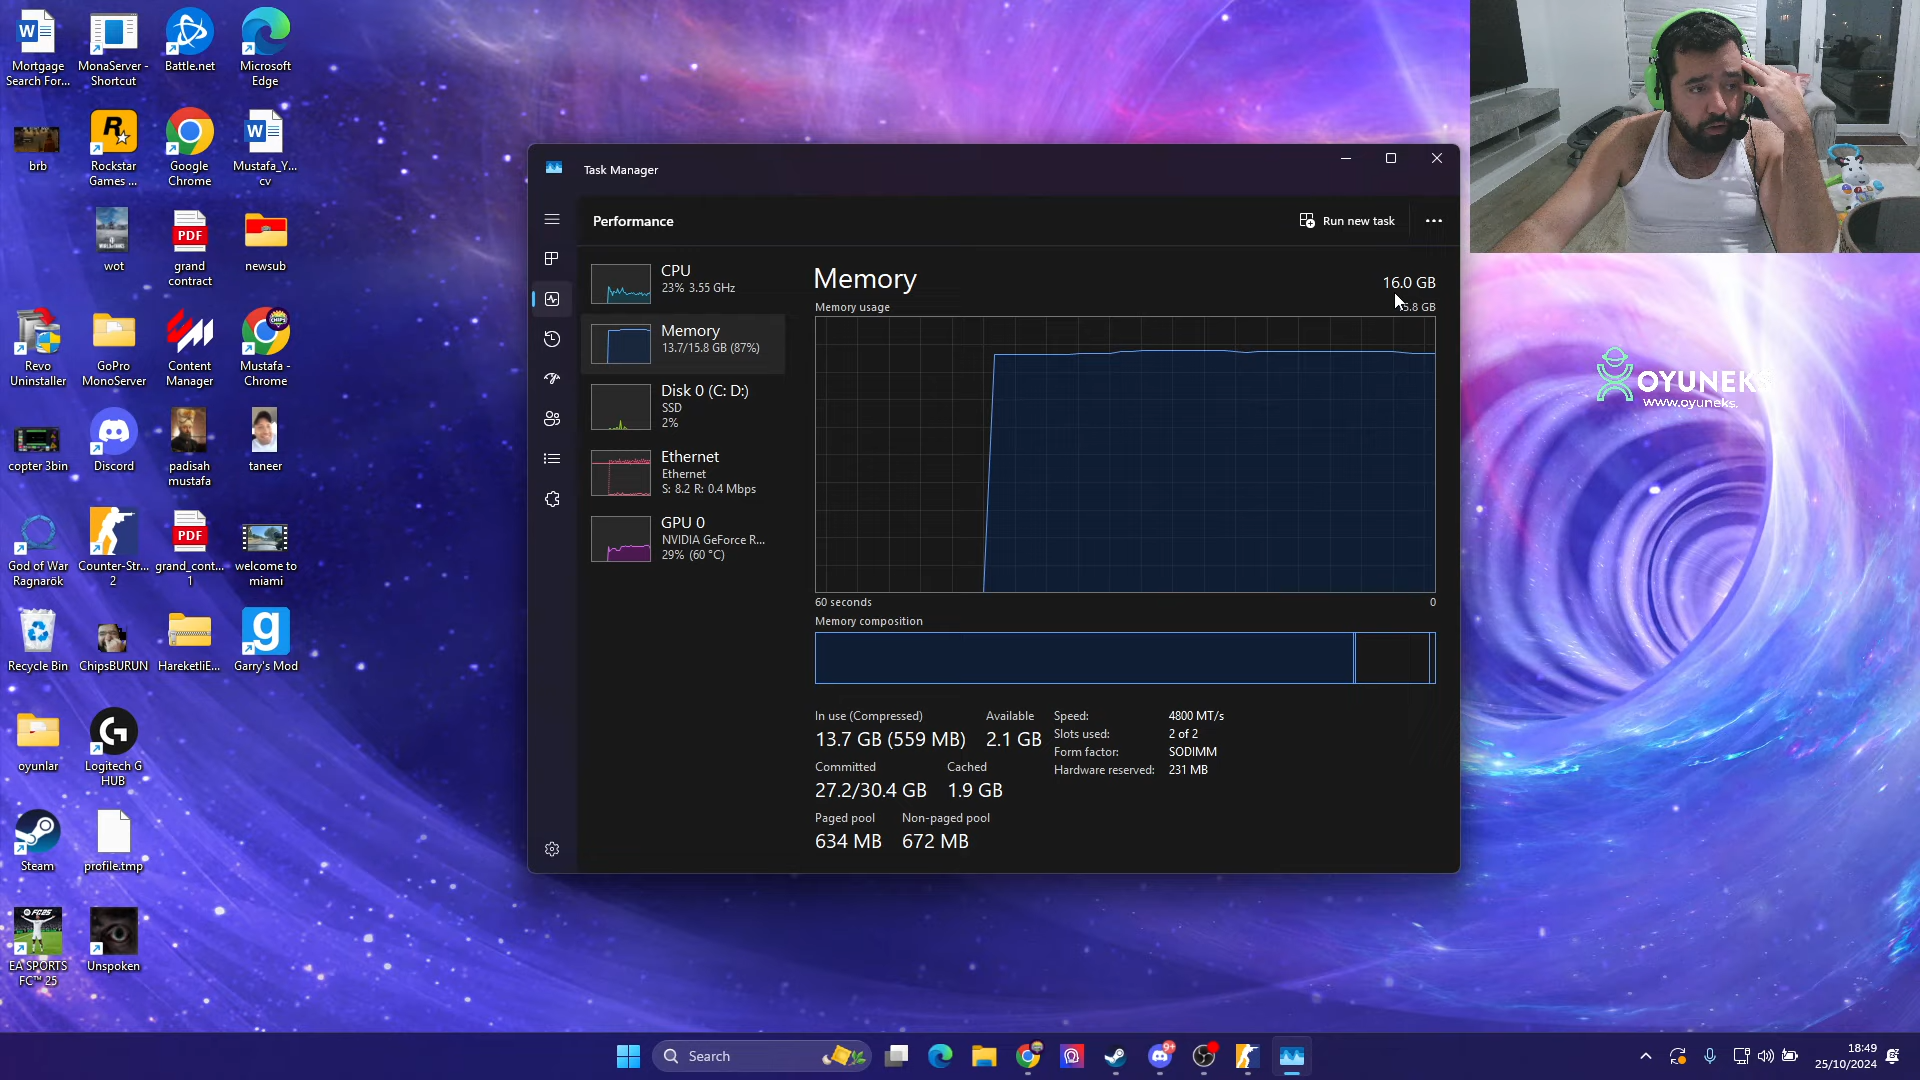 Mortgage
Search For...
MonaServer -
Shortcut
Battle.net
Microsoft
Edge
brb
Rockstar
Games ...
Google
Chrome
Mustafa_Y...
cv
wot
PDF
grand
contract
newsub
Revo
Uninstaller
GoPro
MonoServer
Content
Manager
CHIPS
Mustafa -
Chrome
copter 3bin
Discord
padisah
mustafa
taneer
God of War
Ragnarök
Counter-Str...
2
PDF
grand_cont...
1
welcome to
miami
Recycle Bin
ChipsBURUN
HareketliE...
Garry's Mod
oyunlar
Logitech G
HUB
Steam
profile.tmp
FC25
EA SPORTS
FC™ 25
Unspoken
Task Manager
Performance
Run new task
CPU
23% 3.55 GHz
Memory
13.7/15.8 GB (87%)
Disk 0 (C: D:)
SSD
2%
Ethernet
Ethernet
S: 8.2 R: 0.4 Mbps
GPU 0
NVIDIA GeForce R...
29% (60 °C)
Memory
16.0 GB
Memory usage
5.8 GB
60 seconds
0
Memory composition
In use (Compressed)
13.7 GB (559 MB)
Available
2.1 GB
Committed
27.2/30.4 GB
Cached
1.9 GB
Paged pool
634 MB
Non-paged pool
672 MB
Speed: 4800 MT/s
Slots used: 2 of 2
Form factor: SODIMM
Hardware reserved: 231 MB
OYUNEKS
www.oyuneks.
Search
9+
18:49
25/10/2024